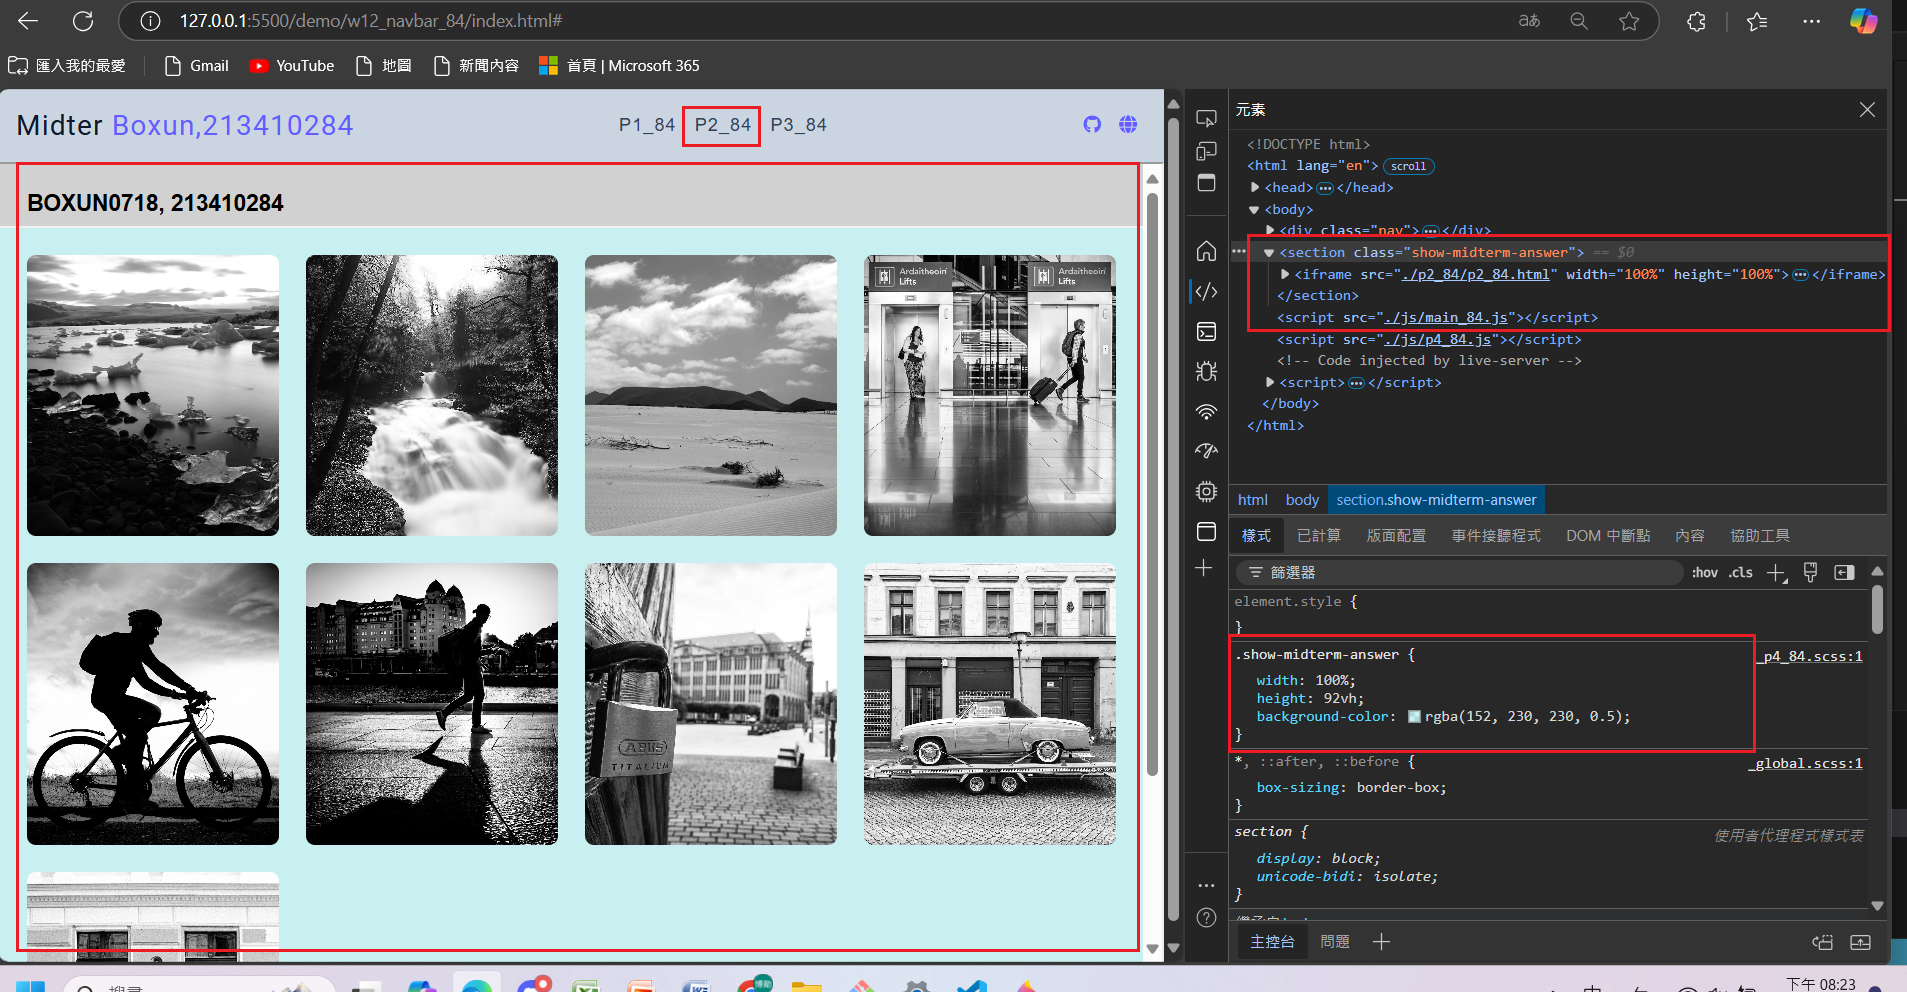 127.0.0.1:5500/demo/w12_navbar_84/index.html#
匯入我的最愛
Gmail
YouTube
地圖
新聞內容
首頁 | Microsoft 365
Midter Boxun,213410284
P1_84
P2_84
P3_84
BOXUN0718, 213410284
Ardaitheoin
Lifts
Ardaitheoin
Lifts
ABUS
TITALIUM
元素
<!DOCTYPE html>
<html lang="en"> scroll
<head> ••• </head>
<body>
<div class="nav"> ••• </div>
<section class="show-midterm-answer"> == $0
<iframe src="./p2_84/p2_84.html" width="100%" height="100%"> ••• </iframe>
</section>
<script src="./js/main_84.js"></script>
<script src="./js/p4_84.js"></script>
<!-- Code injected by live-server -->
<script> ••• </script>
</body>
</html>
html body section.show-midterm-answer
樣式 已計算 版面配置 事件接聽程式 DOM 中斷點 內容 協助工具
篩選器 :hov .cls
element.style {
}
.show-midterm-answer { _p4_84.scss:1
width: 100%;
height: 92vh;
background-color: rgba(152, 230, 230, 0.5);
}
*, ::after, ::before { _global.scss:1
box-sizing: border-box;
}
section { 使用者代理程式樣式表
display: block;
unicode-bidi: isolate;
}
主控台 問題
下午 08:23